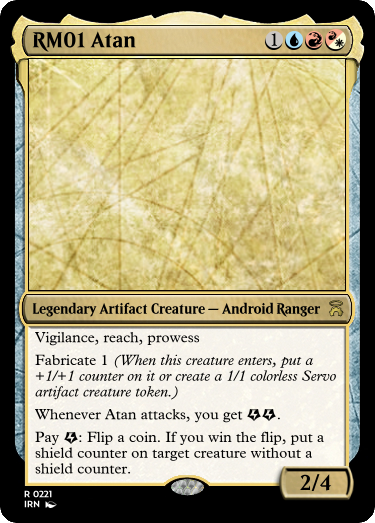 RM01 Atan
1
Legendary Artifact Creature — Android Ranger
Vigilance, reach, prowess
Fabricate 1 (When this creature enters, put a
+1/+1 counter on it or create a 1/1 colorless Servo
artifact creature token.)
Whenever Atan attacks, you get
.
Pay : Flip a coin. If you win the flip, put a
shield counter on target creature without a
shield counter.
2/4
R 0221
IRN